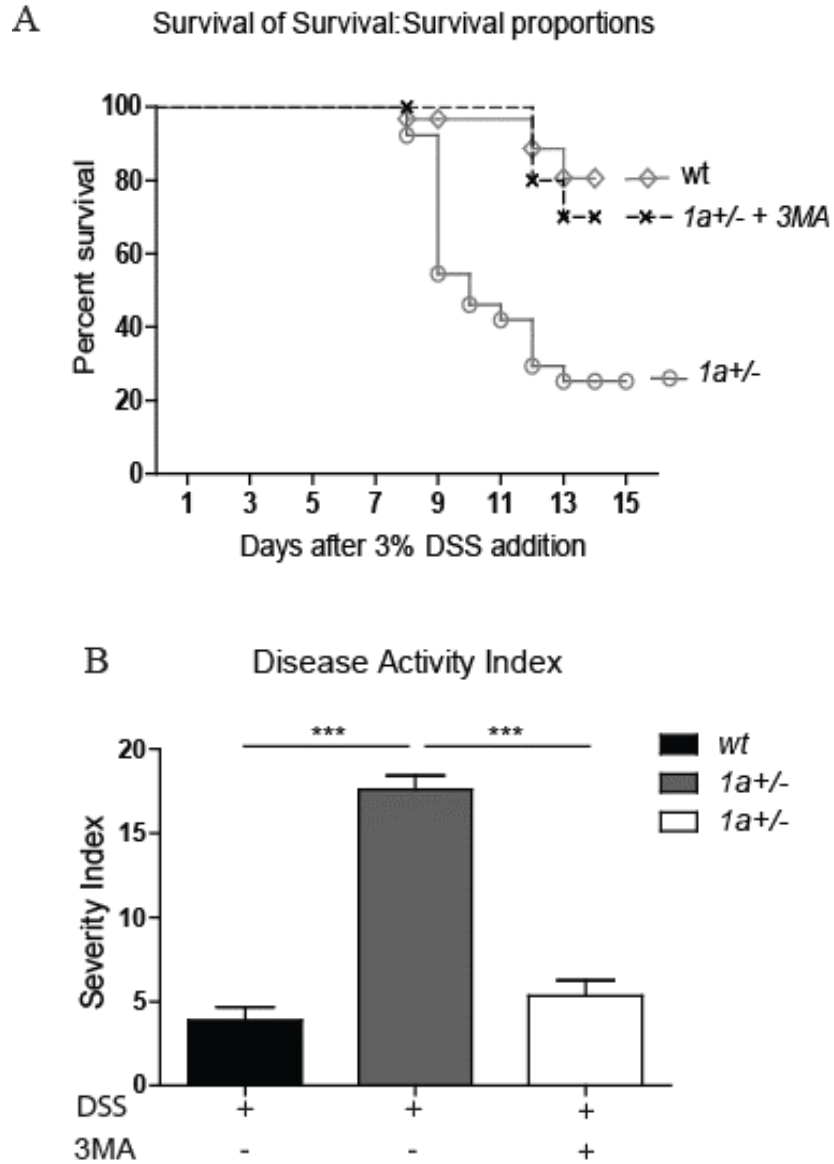 A
Survival of Survival:Survival proportions
100
80
60
40
20
0
Percent survival
wt
1a+/- + 3MA
1a+/-
1 3 5 7 9 11 13 15
Days after 3% DSS addition
B
Disease Activity Index
*** ***
wt
1a+/-
1a+/-
20
15
10
5
0
Severity Index
DSS + + +
3MA - - +